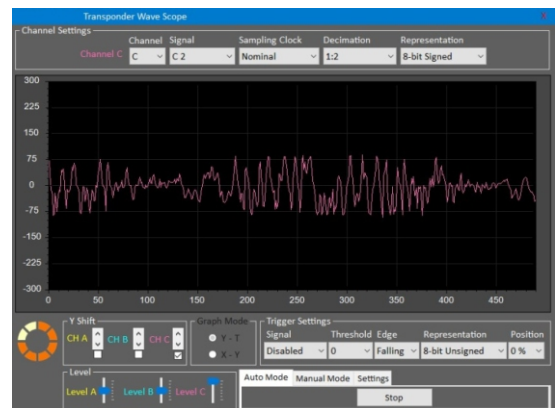 Transponder Wave Scope
Channel Settings
Channel Signal Sampling Clock Decimation Representation
Channel C C C 2 Nominal 1:2 8-bit Signed
300
225
150
75
0
-75
-150
-225
-300
0 50 100 150 200 250 300 350 400 450
Y Shift Graph Mode Trigger Settings
Signal Threshold Edge Representation Position
CH A CH B CH C Y - T
Disabled 0 Falling 8-bit Unsigned 0 %
X - Y
Level Auto Mode Manual Mode Settings
Level A Level B Level C Stop